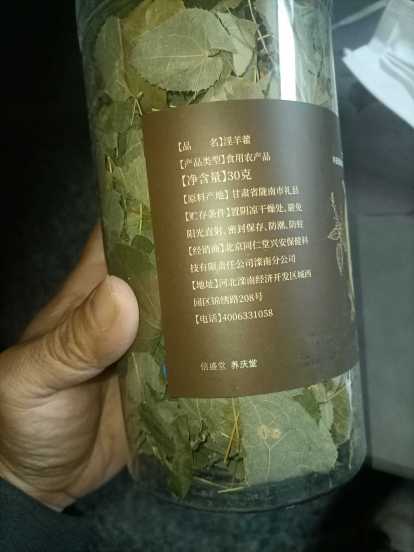 【品　　名】淫羊藿
【产品类型】食用农产品
【净含量】30克
【原料产地】甘肃省陇南市礼县
【贮存条件】置阴凉干燥处、避免
阳光直射、密封保存、防潮、防蛀
【经销商】北京同仁堂兴安保健科
技有限责任公司滦南分公司
【地址】河北滦南经济开发区城西
园区锦绣路208号
【电话】4006331058
倍盛堂 养庆堂